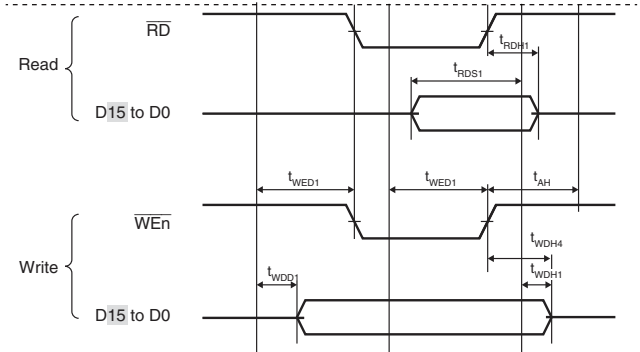 RD
tRDH1
Read
tRDS1
D15 to D0
tWED1 tWED1 tAH
WEn
tWDH4
Write
tWDD1 tWDH1
D15 to D0